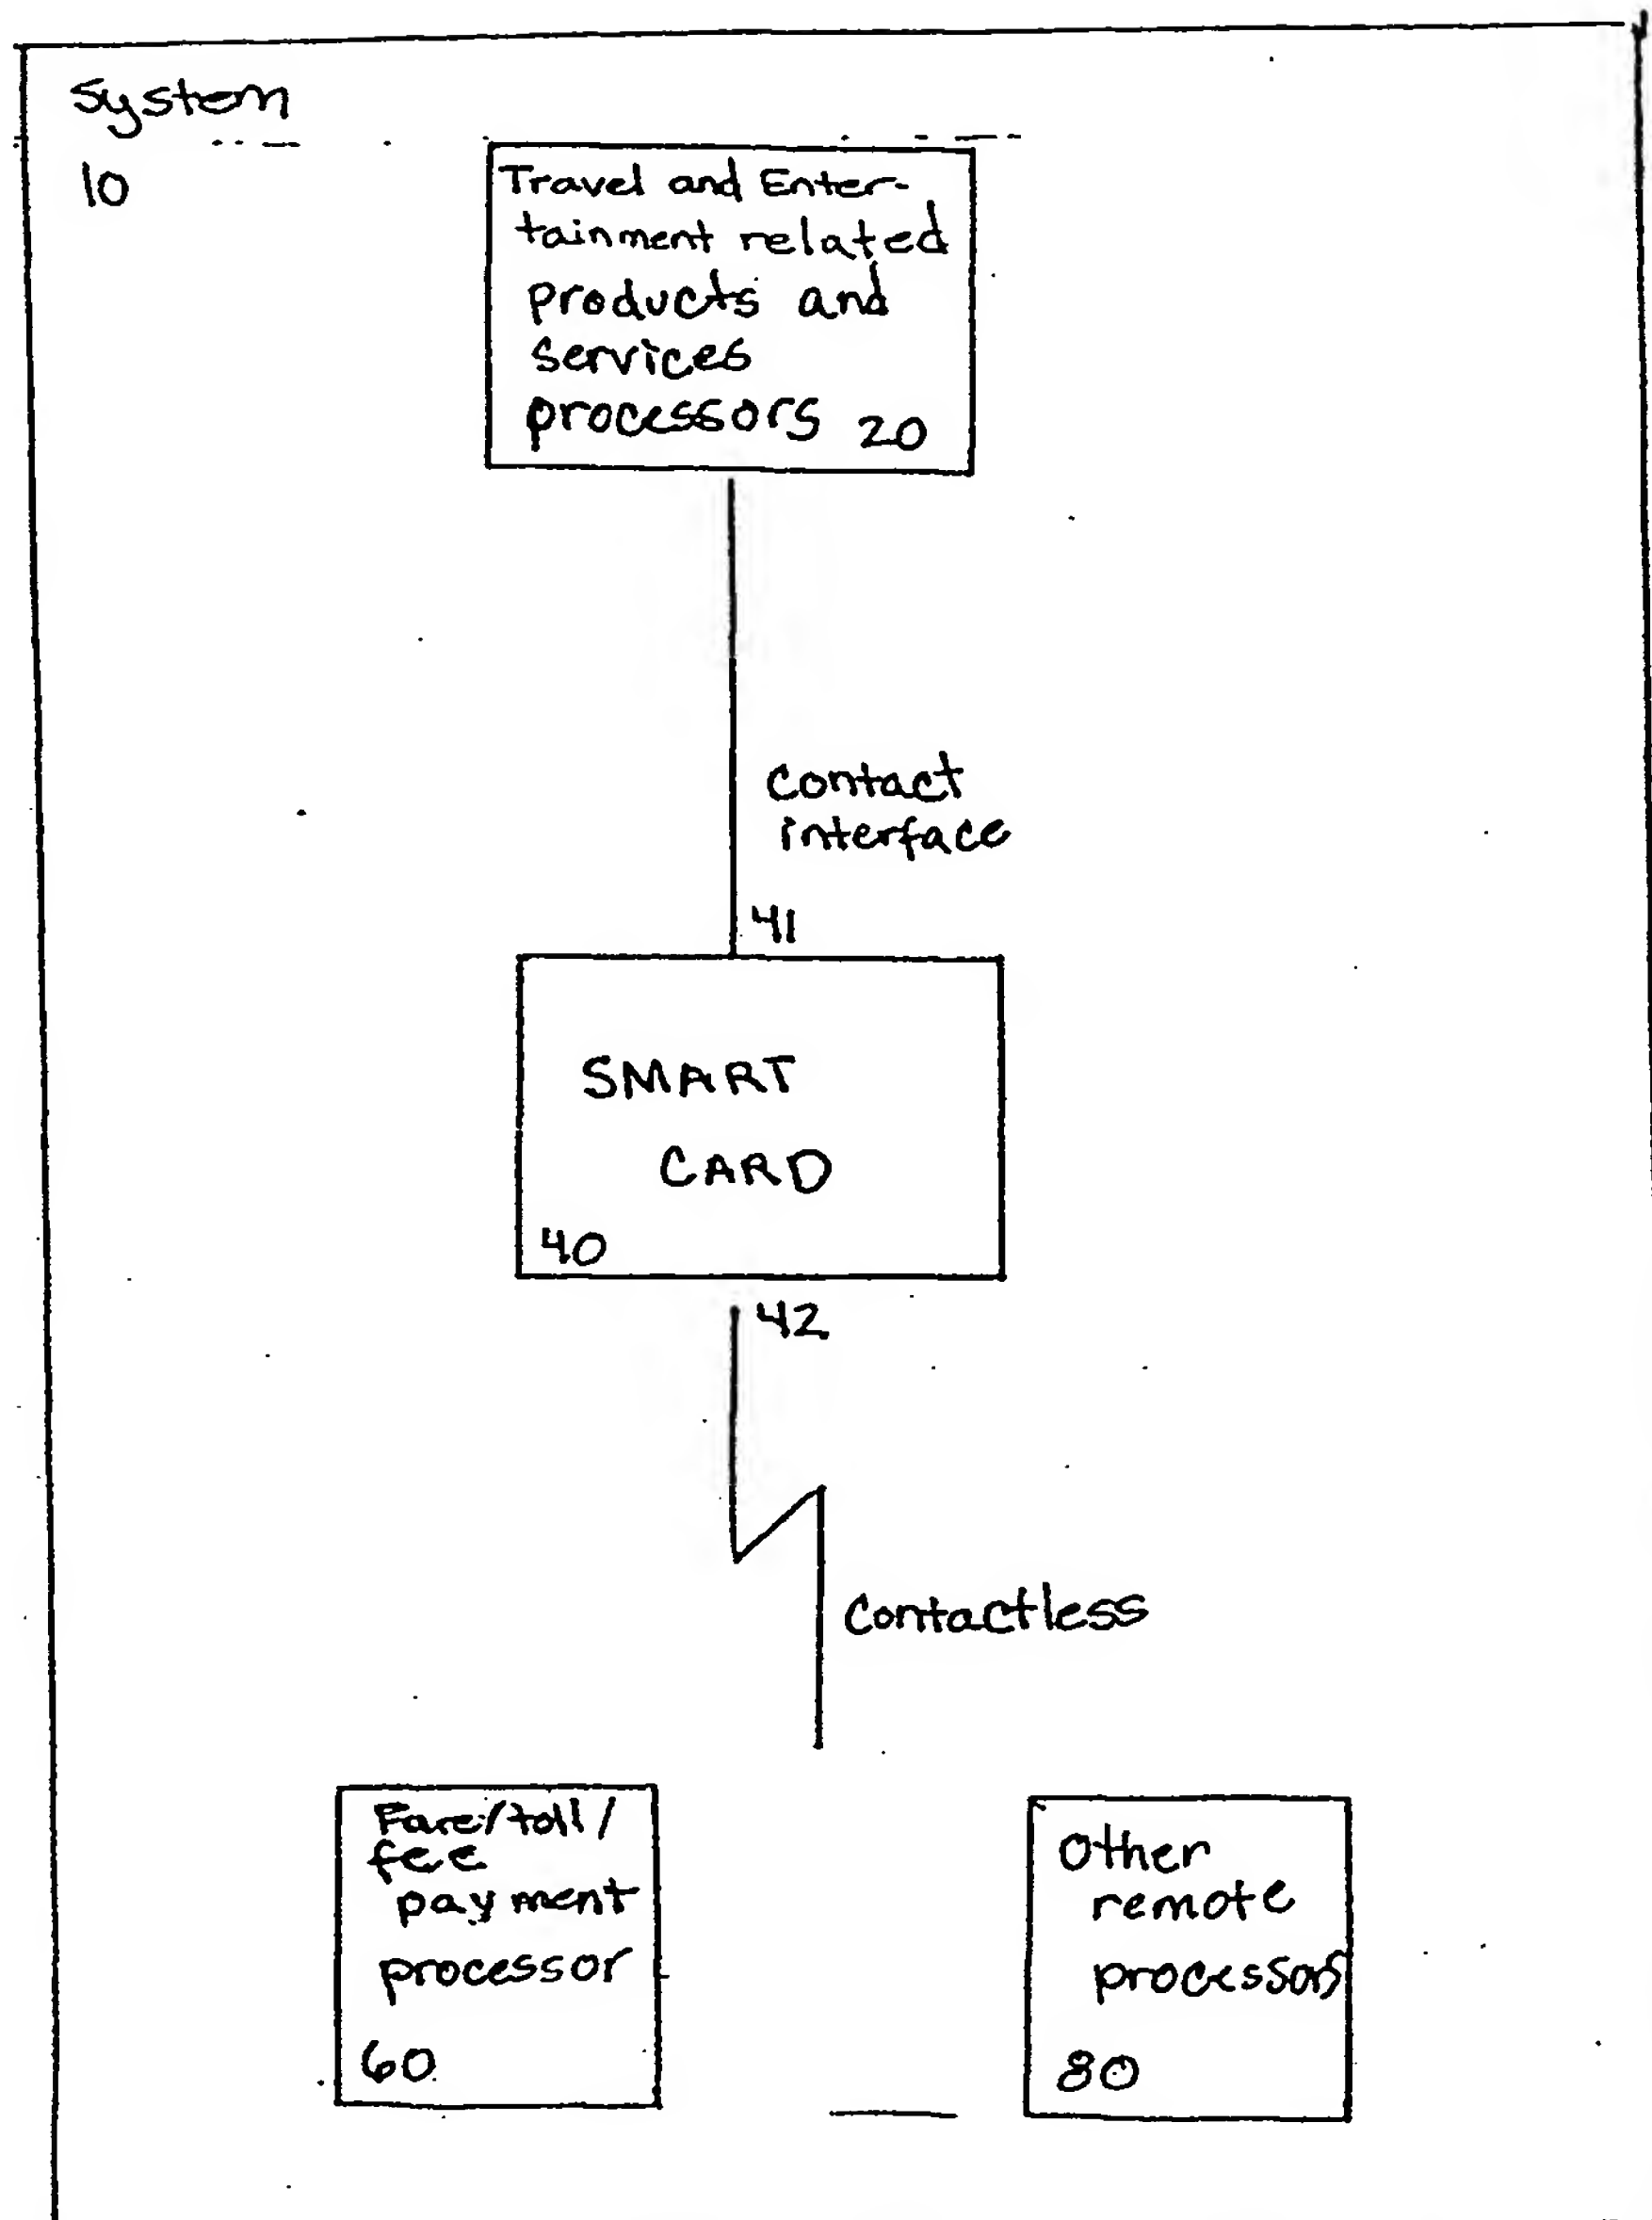 System
10
Travel and Enter-
tainment related
products and
services
processors 20
Contact
interface
41
SMART
CARD
40
42
Contactless
Fare/toll/
fee
payment
processor
60
Other
remote
processors
80